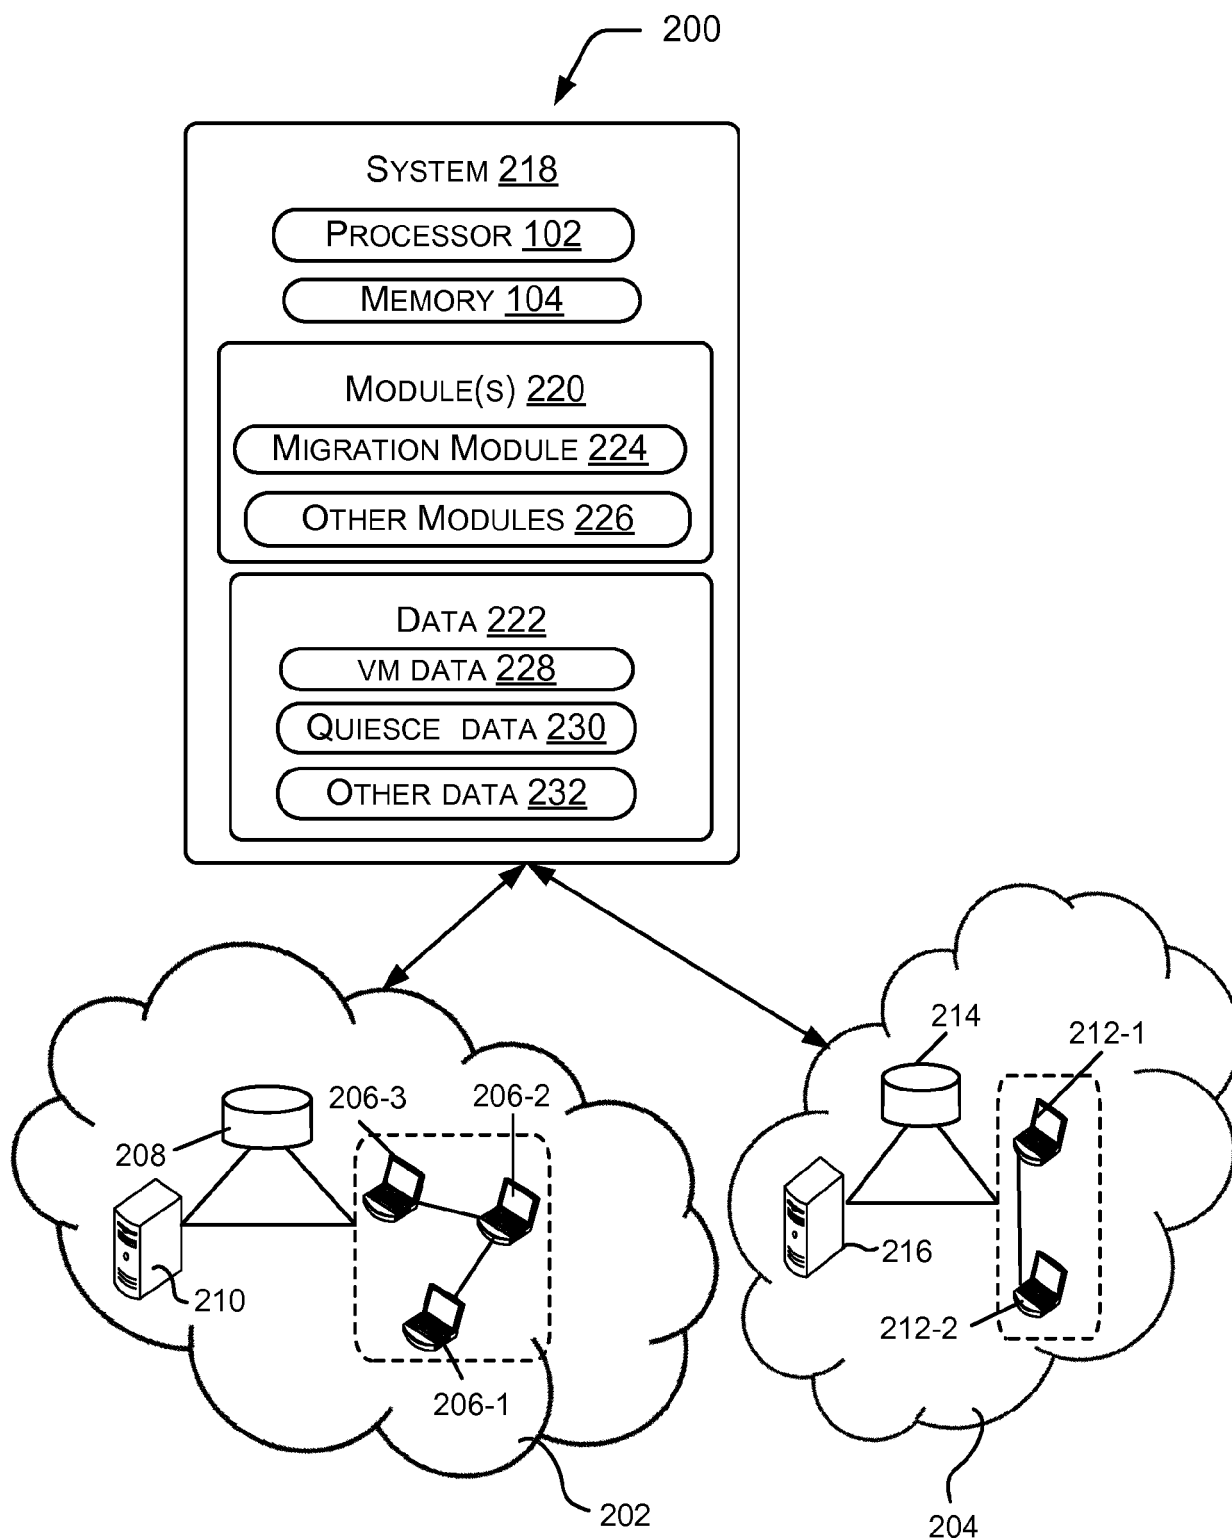 200
SYSTEM 218
PROCESSOR 102
MEMORY 104
MODULE(S) 220
MIGRATION MODULE 224
OTHER MODULES 226
DATA 222
VM DATA 228
QUIESCE DATA 230
OTHER DATA 232
214
212-1
206-3
206-2
208
216
210
212-2
206-1
202
204